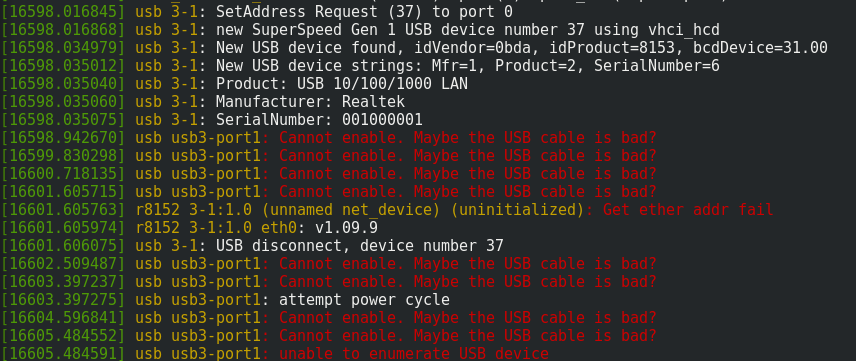 [16598.016845] usb 3-1: SetAddress Request (37) to port 0
[16598.016868] usb 3-1: new SuperSpeed Gen 1 USB device number 37 using vhci_hcd
[16598.034979] usb 3-1: New USB device found, idVendor=0bda, idProduct=8153, bcdDevice=31.00
[16598.035012] usb 3-1: New USB device strings: Mfr=1, Product=2, SerialNumber=6
[16598.035040] usb 3-1: Product: USB 10/100/1000 LAN
[16598.035060] usb 3-1: Manufacturer: Realtek
[16598.035075] usb 3-1: SerialNumber: 001000001
[16598.942670] usb usb3-port1: Cannot enable. Maybe the USB cable is bad?
[16599.830298] usb usb3-port1: Cannot enable. Maybe the USB cable is bad?
[16600.718135] usb usb3-port1: Cannot enable. Maybe the USB cable is bad?
[16601.605715] usb usb3-port1: Cannot enable. Maybe the USB cable is bad?
[16601.605763] r8152 3-1:1.0 (unnamed net_device) (uninitialized): Get ether addr fail
[16601.605974] r8152 3-1:1.0 eth0: v1.09.9
[16601.606075] usb 3-1: USB disconnect, device number 37
[16602.509487] usb usb3-port1: Cannot enable. Maybe the USB cable is bad?
[16603.397237] usb usb3-port1: Cannot enable. Maybe the USB cable is bad?
[16603.397275] usb usb3-port1: attempt power cycle
[16604.596841] usb usb3-port1: Cannot enable. Maybe the USB cable is bad?
[16605.484552] usb usb3-port1: Cannot enable. Maybe the USB cable is bad?
[16605.484591] usb usb3-port1: unable to enumerate USB device